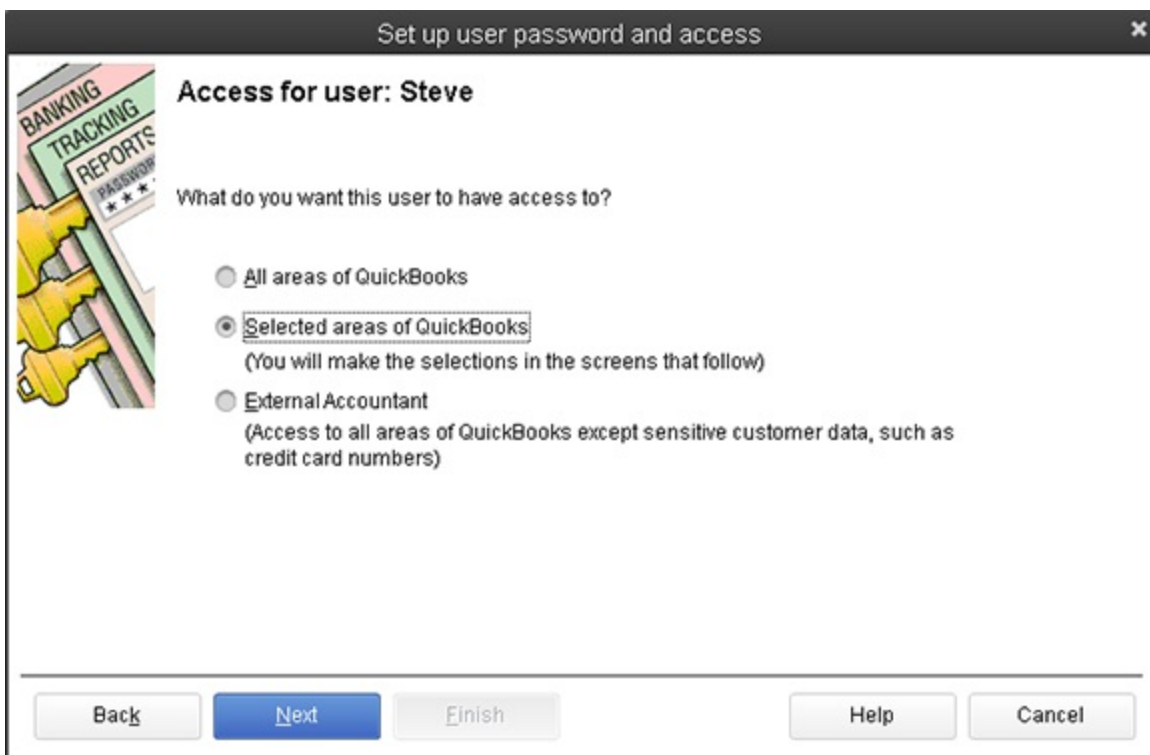 Set up user password and access
BANKING
TRACKING
REPORTS
PASSWOR
* * *
Access for user: Steve
What do you want this user to have access to?
All areas of QuickBooks
Selected areas of QuickBooks
(You will make the selections in the screens that follow)
External Accountant
(Access to all areas of QuickBooks except sensitive customer data, such as
credit card numbers)
Back
Next
Finish
Help
Cancel